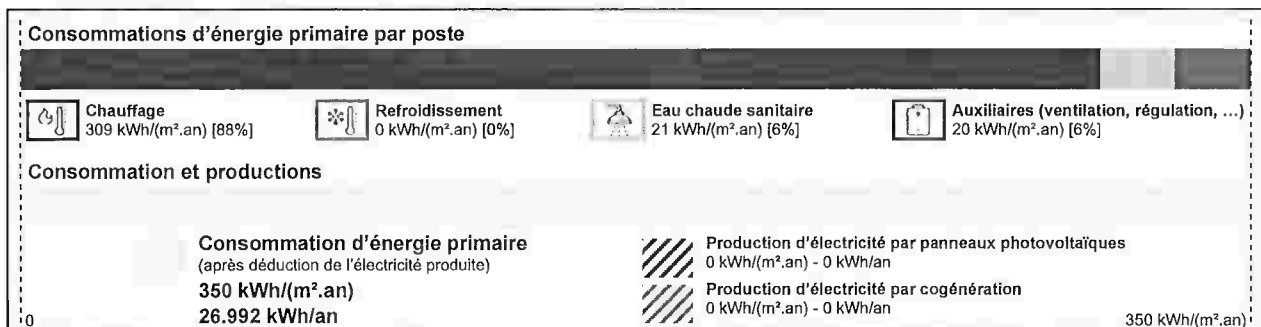 Consommations d'énergie primaire par poste
Chauffage
309 kWh/(m².an) [88%]
Refroidissement
0 kWh/(m².an) [0%]
Eau chaude sanitaire
21 kWh/(m².an) [6%]
Auxiliaires (ventilation, régulation, ...)
20 kWh/(m².an) [6%]
Consommation et productions
Consommation d'énergie primaire
(après déduction de l'électricité produite)
350 kWh/(m².an)
26.992 kWh/an
Production d'électricité par panneaux photovoltaïques
0 kWh/(m².an) - 0 kWh/an
Production d'électricité par cogénération
0 kWh/(m².an) - 0 kWh/an
0
350 kWh/(m².an)